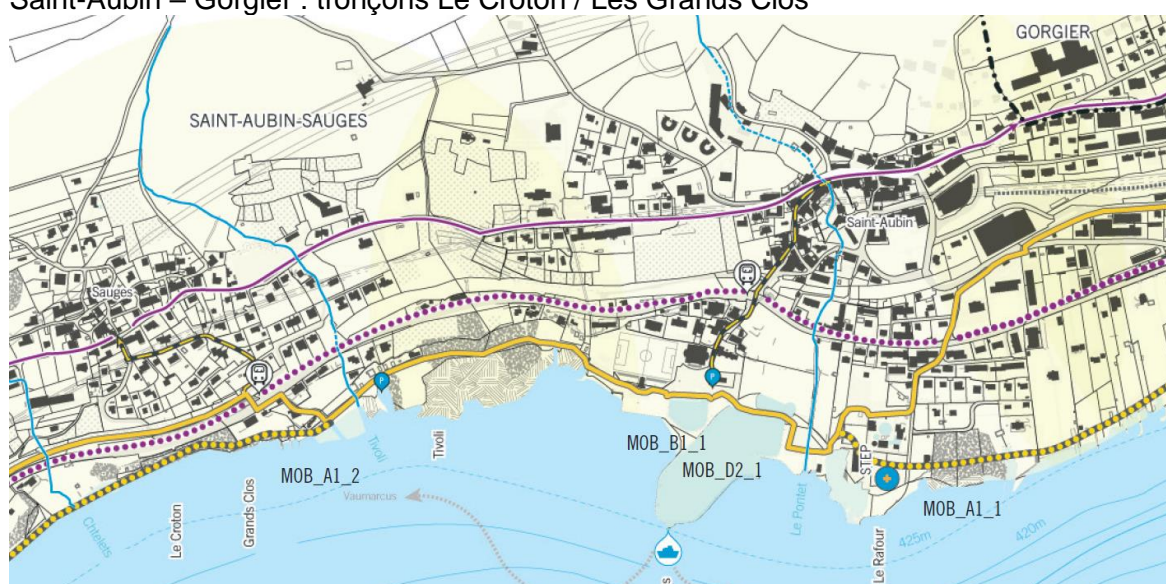 Saint-Aubin – Gorgier : tronçons Le Croton / Les Grands Clos
GORGIER
SAINT-AUBIN-SAUGES
Saint-Aubin
Sauges
P
P
MOB_B1_1
MOB_D2_1
STEP
MOB_A1_2
MOB_A1_1
Tivoli
Tivoli
Vaumarcus
Le Croton
Grands Clos
Le Pontet
Le Rafour
425m
420m
s